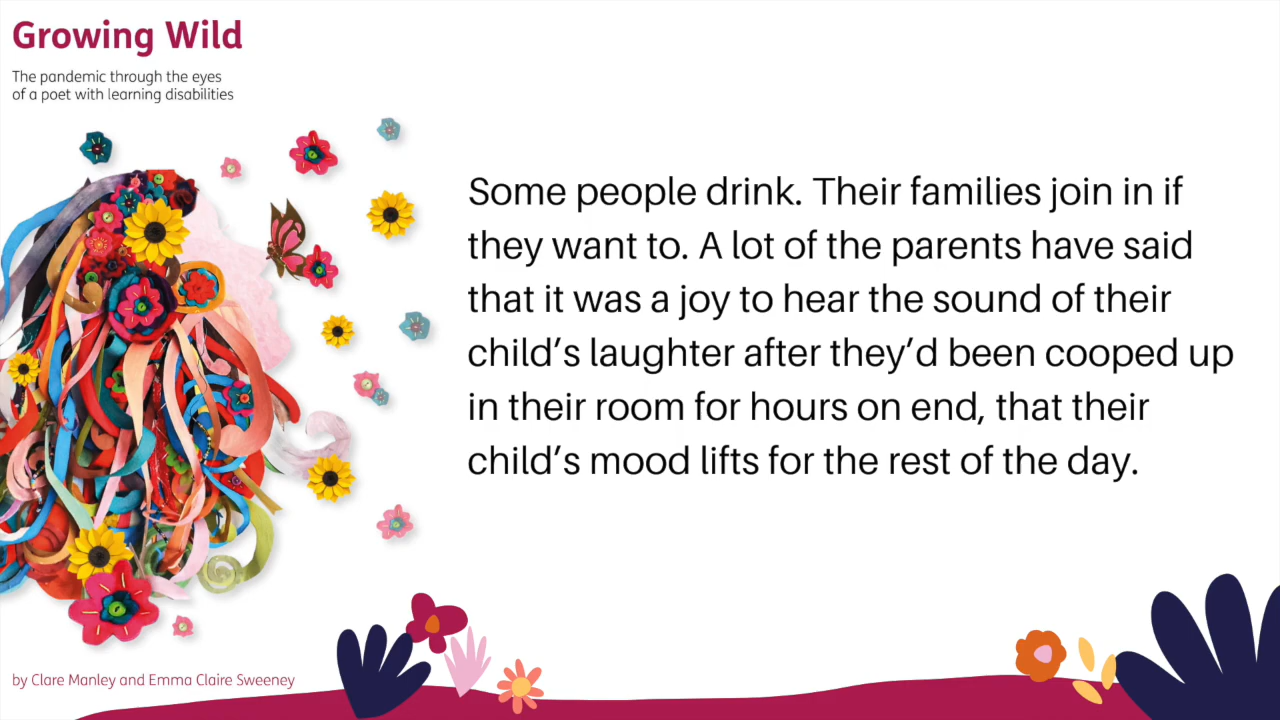 Growing Wild
The pandemic through the eyes
of a poet with learning disabilities
Some people drink. Their families join in if
they want to. A lot of the parents have said
that it was a joy to hear the sound of their
child’s laughter after they’d been cooped up
in their room for hours on end, that their
child’s mood lifts for the rest of the day.
by Clare Manley and Emma Claire Sweeney